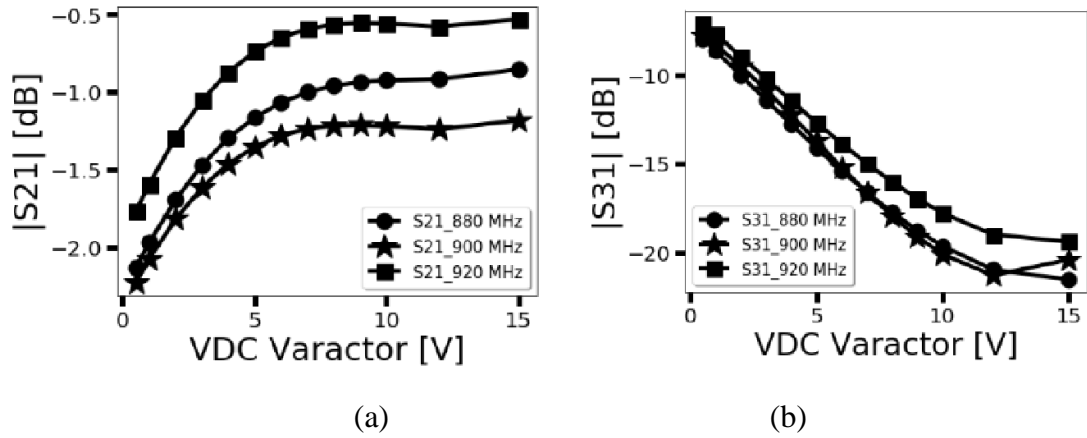 |S21| [dB]
−0.5
−1.0
−1.5
−2.0
S21_880 MHz
S21_900 MHz
S21_920 MHz
0 5 10 15
VDC Varactor [V]
(a)
|S31| [dB]
−10
−15
−20
S31_880 MHz
S31_900 MHz
S31_920 MHz
0 5 10 15
VDC Varactor [V]
(b)